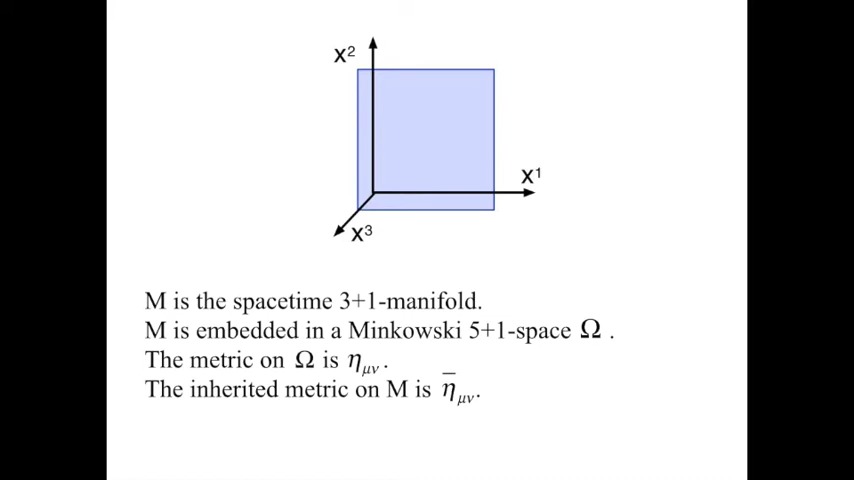 X²
X¹
X³
M is the spacetime 3+1-manifold.
M is embedded in a Minkowski 5+1-space Ω .
The metric on Ω is ημν.
The inherited metric on M is η̅μν.